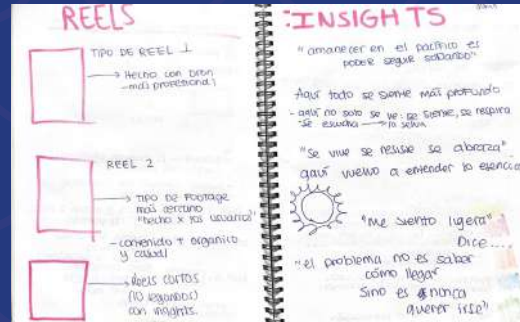 REELS
TIPO DE REEL 1
→ Hecho con dron
- más profesional
REEL 2
→ TIPO DE FOOTAGE
más cercano
"hecho x los usuarios"
- contenido + organico
y casual
→ Reels cortos
(10 segundos)
con insights.
:INSIGHTS
"amanecer en el pacífico es
poder seguir soñando"
Aquí todo se siente más profundo
- aquí no solo se ve: se siente, se respira
se escucha → la selva
"se vive se resiste se abraza"
aquí vuelvo a entender lo esencial
"Me siento ligera"
Dice....
"el problema no es saber
cómo llegar
sino es nunca
querer irse"